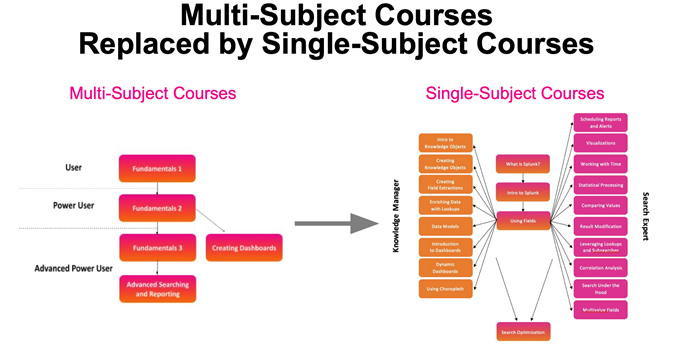 Multi-Subject Courses
Replaced by Single-Subject Courses
Multi-Subject Courses
User
Fundamentals 1
Power User
Fundamentals 2
Fundamentals 3
Creating Dashboards
Advanced Power User
Advanced Searching
and Reporting
Single-Subject Courses
Knowledge Manager
Intro to
Knowledge Objects
Creating
Knowledge Objects
Creating
Field Extractions
Enriching Data
with Lookups
Data Models
Introduction
to Dashboards
Dynamic
Dashboards
Using Choropleth
What is Splunk?
Intro to Splunk
Using Fields
Search Optimization
Scheduling Reports
and Alerts
Visualizations
Working with Time
Statistical Processing
Comparing Values
Result Modification
Leveraging Lookups
and Subsearches
Correlation Analysis
Search Under the
Hood
Multivalue Fields
Search Expert